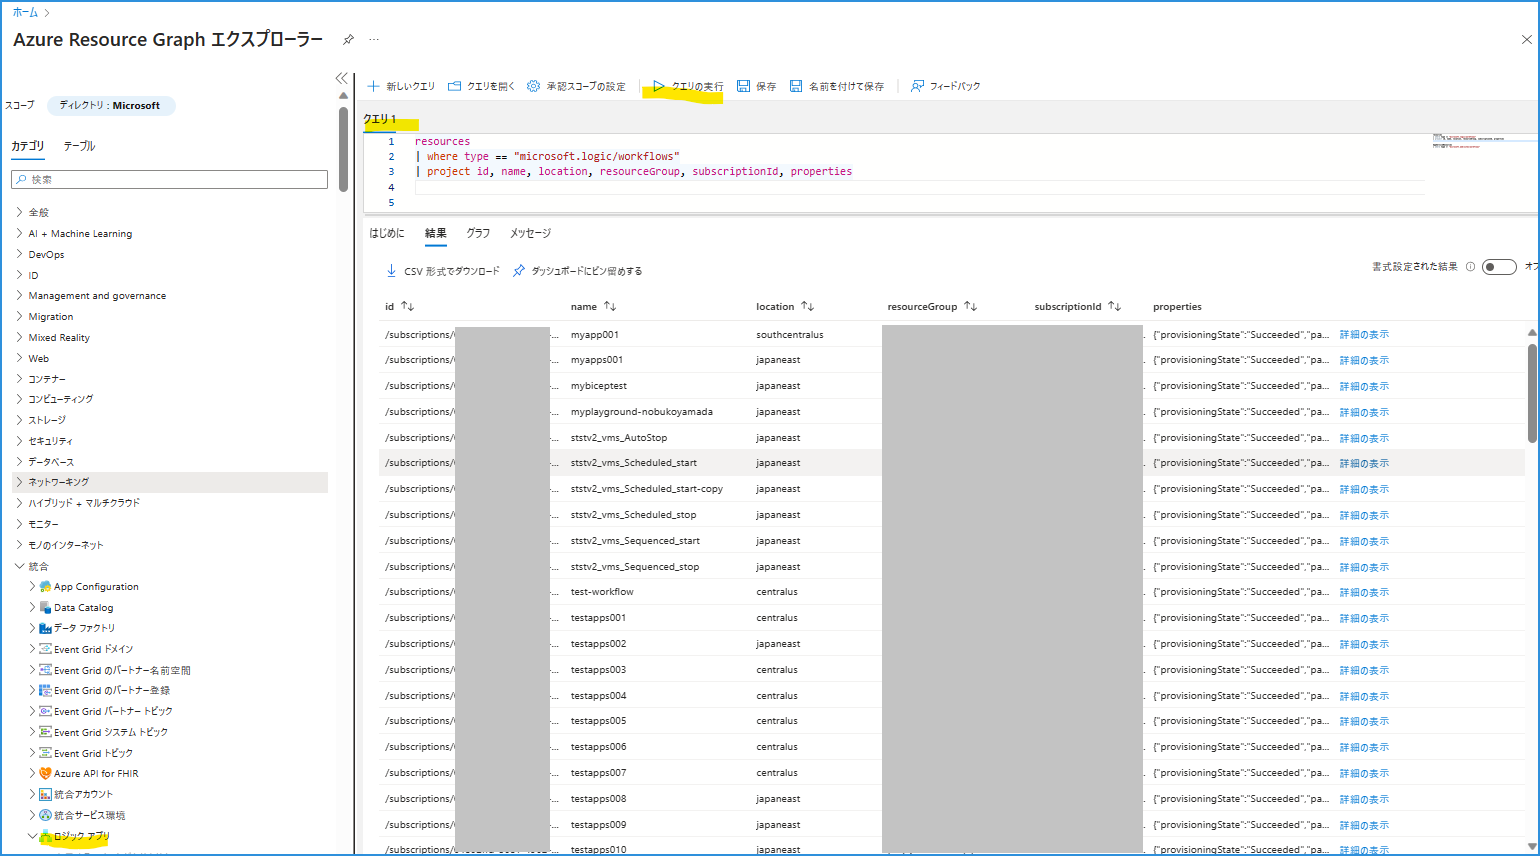 ホーム
Azure Resource Graph エクスプローラー
スコープ
ディレクトリ : Microsoft
カテゴリ テーブル
検索
全般
AI + Machine Learning
DevOps
ID
Management and governance
Migration
Mixed Reality
Web
コンテナー
コンピューティング
ストレージ
セキュリティ
データベース
ネットワーキング
ハイブリッド + マルチクラウド
モニター
モノのインターネット
統合
App Configuration
Data Catalog
データ ファクトリ
Event Grid ドメイン
Event Grid のパートナー名前空間
Event Grid のパートナー登録
Event Grid パートナー トピック
Event Grid システム トピック
Event Grid トピック
Azure API for FHIR
統合アカウント
統合サービス環境
ロジック アプリ
新しいクエリ クエリを開く 承認スコープの設定 クエリの実行 保存 名前を付けて保存 フィードバック
クエリ 1
1 resources
2 | where type == "microsoft.logic/workflows"
3 | project id, name, location, resourceGroup, subscriptionId, properties
4
5
はじめに 結果 グラフ メッセージ
CSV 形式でダウンロード ダッシュボードにピン留めする
書式設定された結果 オフ
id name location resourceGroup subscriptionId properties
/subscriptions/ ... myapp001 southcentralus {"provisioningState":"Succeeded","pa... 詳細の表示
/subscriptions/ ... myapps001 japaneast {"provisioningState":"Succeeded","pa... 詳細の表示
/subscriptions/ ... mybiceptest japaneast {"provisioningState":"Succeeded","pa... 詳細の表示
/subscriptions/ ... myplayground-nobukoyamada japaneast {"provisioningState":"Succeeded","pa... 詳細の表示
/subscriptions/ ... ststv2_vms_AutoStop japaneast {"provisioningState":"Succeeded","pa... 詳細の表示
/subscriptions/ ... ststv2_vms_Scheduled_start japaneast {"provisioningState":"Succeeded","pa... 詳細の表示
/subscriptions/ ... ststv2_vms_Scheduled_start-copy japaneast {"provisioningState":"Succeeded","pa... 詳細の表示
/subscriptions/ ... ststv2_vms_Scheduled_stop japaneast {"provisioningState":"Succeeded","pa... 詳細の表示
/subscriptions/ ... ststv2_vms_Sequenced_start japaneast {"provisioningState":"Succeeded","pa... 詳細の表示
/subscriptions/ ... ststv2_vms_Sequenced_stop japaneast {"provisioningState":"Succeeded","pa... 詳細の表示
/subscriptions/ ... test-workflow centralus {"provisioningState":"Succeeded","pa... 詳細の表示
/subscriptions/ ... testapps001 centralus {"provisioningState":"Succeeded","pa... 詳細の表示
/subscriptions/ ... testapps002 japaneast {"provisioningState":"Succeeded","pa... 詳細の表示
/subscriptions/ ... testapps003 centralus {"provisioningState":"Succeeded","pa... 詳細の表示
/subscriptions/ ... testapps004 centralus {"provisioningState":"Succeeded","pa... 詳細の表示
/subscriptions/ ... testapps005 centralus {"provisioningState":"Succeeded","pa... 詳細の表示
/subscriptions/ ... testapps006 centralus {"provisioningState":"Succeeded","pa... 詳細の表示
/subscriptions/ ... testapps007 centralus {"provisioningState":"Succeeded","pa... 詳細の表示
/subscriptions/ ... testapps008 japaneast {"provisioningState":"Succeeded","pa... 詳細の表示
/subscriptions/ ... testapps009 japaneast {"provisioningState":"Succeeded","pa... 詳細の表示
/subscriptions/ ... testapps010 japaneast {"provisioningState":"Succeeded","pa... 詳細の表示